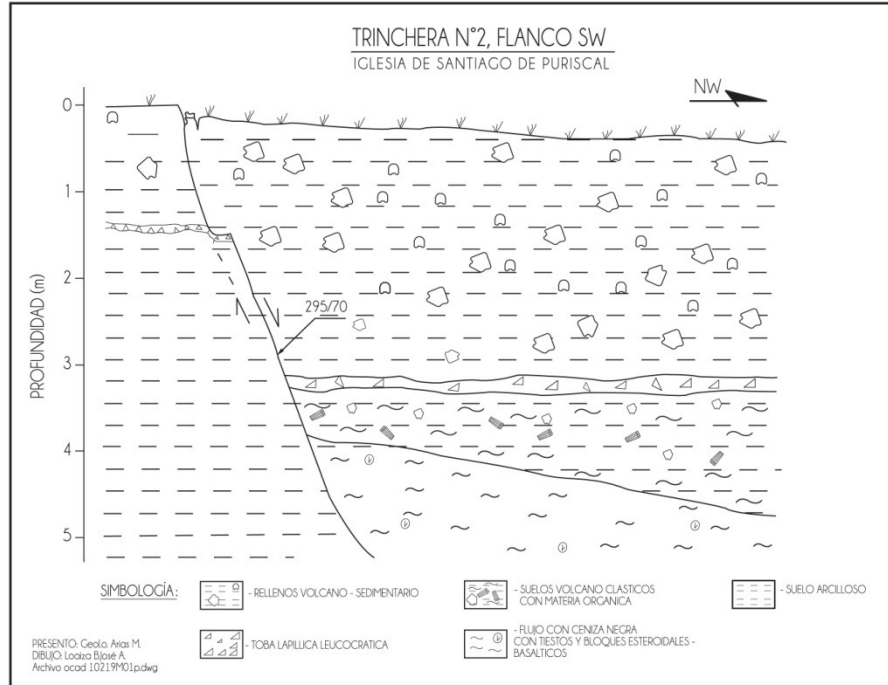 TRINCHERA N°2, FLANCO SW
IGLESIA DE SANTIAGO DE PURISCAL
NW
0
1
2
3
4
5
PROFUNDIDAD (m)
295/70
SIMBOLOGÍA:
- RELLENOS VOLCANO - SEDIMENTARIO
- SUELOS VOLCANO CLASTICOS
CON MATERIA ORGANICA
- SUELO ARCILLOSO
- TOBA LAPILLICA LEUCOCRATICA
- FLUJO CON CENIZA NEGRA
CON TIESTOS Y BLOQUES ESTEROIDALES -
BASALTICOS
PRESENTO: Geolo. Arias M.
DIBUJO: Loaiza B.José A.
Archivo ocad 10219M01p.dwg